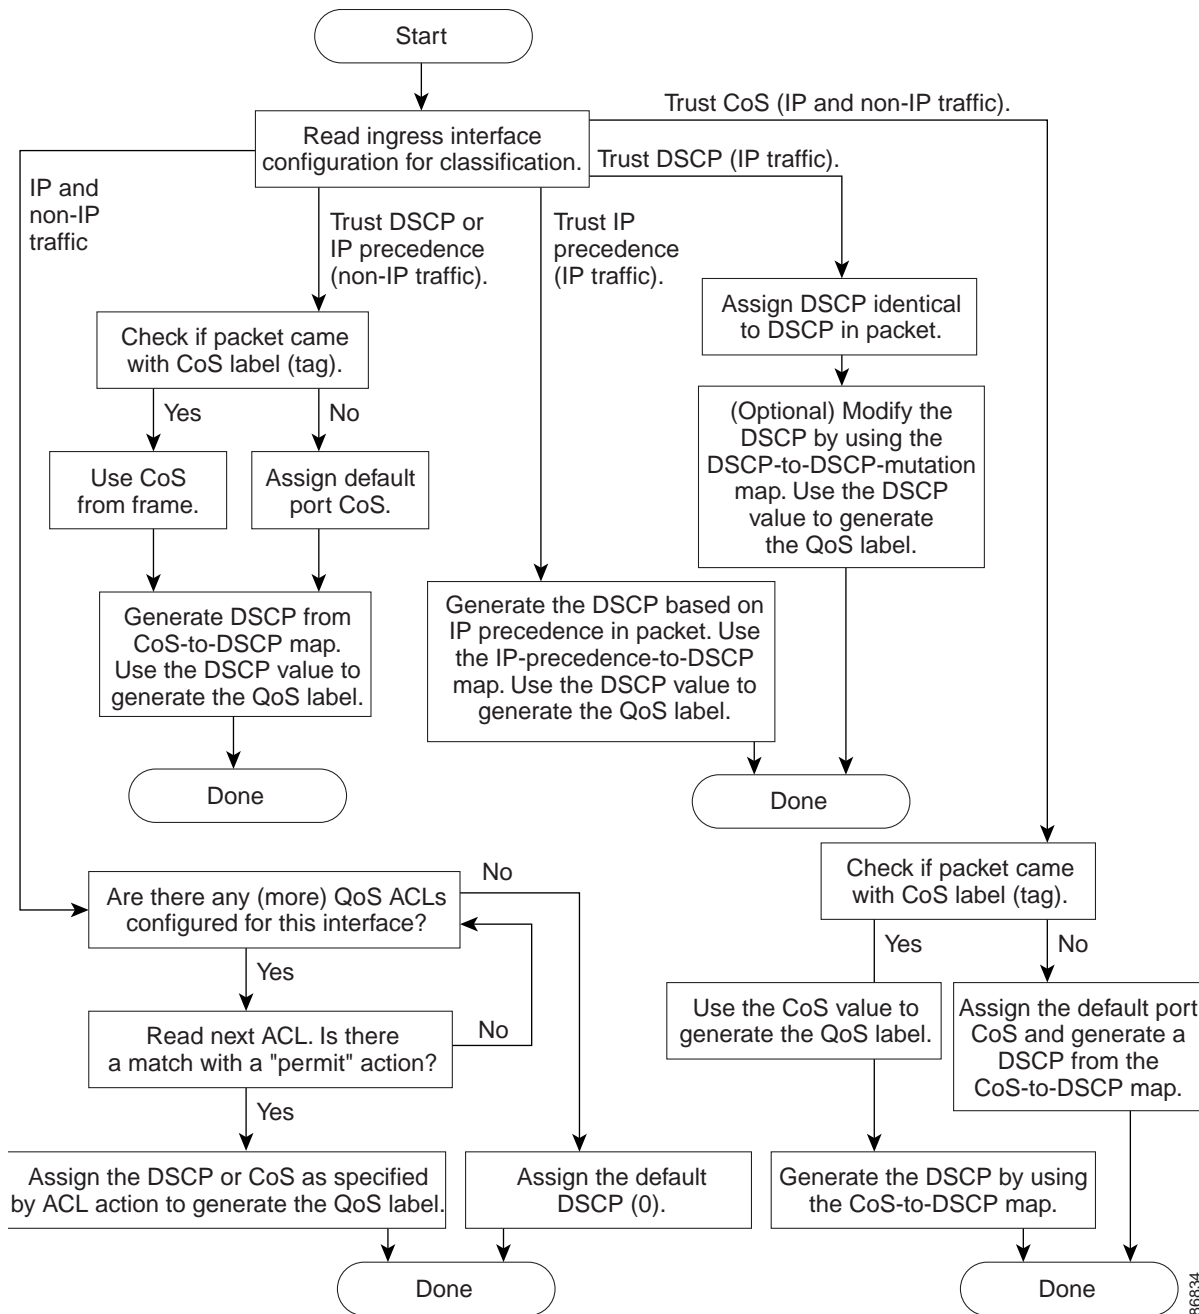 Start
Trust CoS (IP and non-IP traffic).
Read ingress interface
configuration for classification.
Trust DSCP (IP traffic).
IP and
non-IP
traffic
Trust DSCP or
IP precedence
(non-IP traffic).
Trust IP
precedence
(IP traffic).
Assign DSCP identical
to DSCP in packet.
Check if packet came
with CoS label (tag).
Yes
No
(Optional) Modify the
DSCP by using the
DSCP-to-DSCP-mutation
map. Use the DSCP
value to generate
the QoS label.
Use CoS
from frame.
Assign default
port CoS.
Generate DSCP from
CoS-to-DSCP map.
Use the DSCP value to
generate the QoS label.
Generate the DSCP based on
IP precedence in packet. Use
the IP-precedence-to-DSCP
map. Use the DSCP value to
generate the QoS label.
Done
Done
Are there any (more) QoS ACLs
configured for this interface?
No
Check if packet came
with CoS label (tag).
Yes
Yes
No
Read next ACL. Is there
a match with a "permit" action?
No
Use the CoS value to
generate the QoS label.
Assign the default port
CoS and generate a
DSCP from the
CoS-to-DSCP map.
Yes
Assign the DSCP or CoS as specified
by ACL action to generate the QoS label.
Assign the default
DSCP (0).
Generate the DSCP by using
the CoS-to-DSCP map.
Done
Done
86834